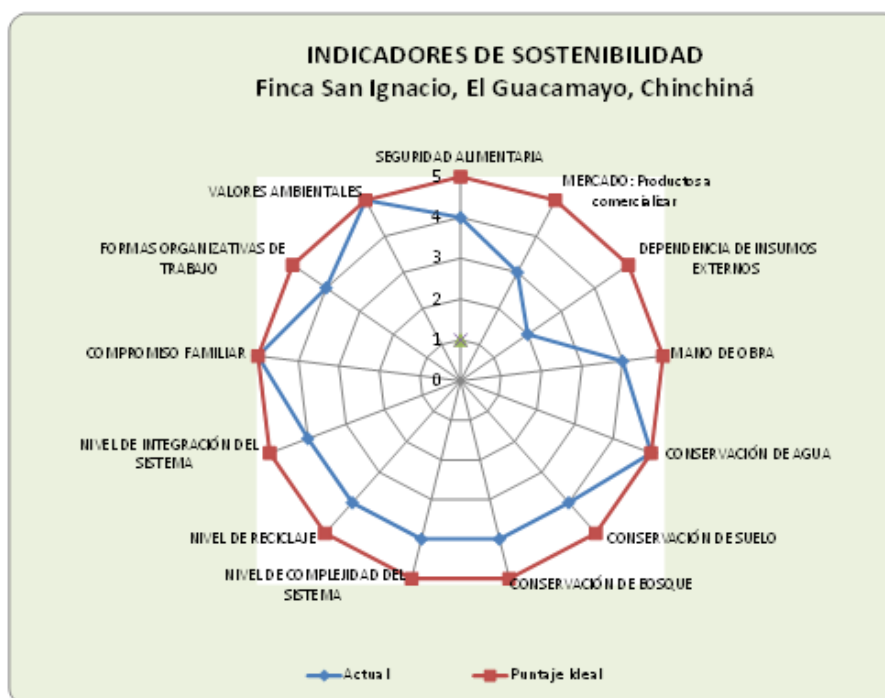 INDICADORES DE SOSTENIBILIDAD
Finca San Ignacio, El Guacamayo, Chinchiná
SEGURIDAD ALIMENTARIA
MERCADO: Productos a
comercializar
DEPENDENCIA DE INSUMOS
EXTERNOS
MANO DE OBRA
CONSERVACIÓN DE AGUA
CONSERVACIÓN DE SUELO
CONSERVACIÓN DE BOSQUE
NIVEL DE COMPLEJIDAD DEL
SISTEMA
NIVEL DE RECICLAJE
NIVEL DE INTEGRACIÓN DEL
SISTEMA
COMPROMISO FAMILIAR
FORMAS ORGANIZATIVAS DE
TRABAJO
VALORES AMBIENTALES
5
4
3
2
1
0
Actual
Puntaje Ideal